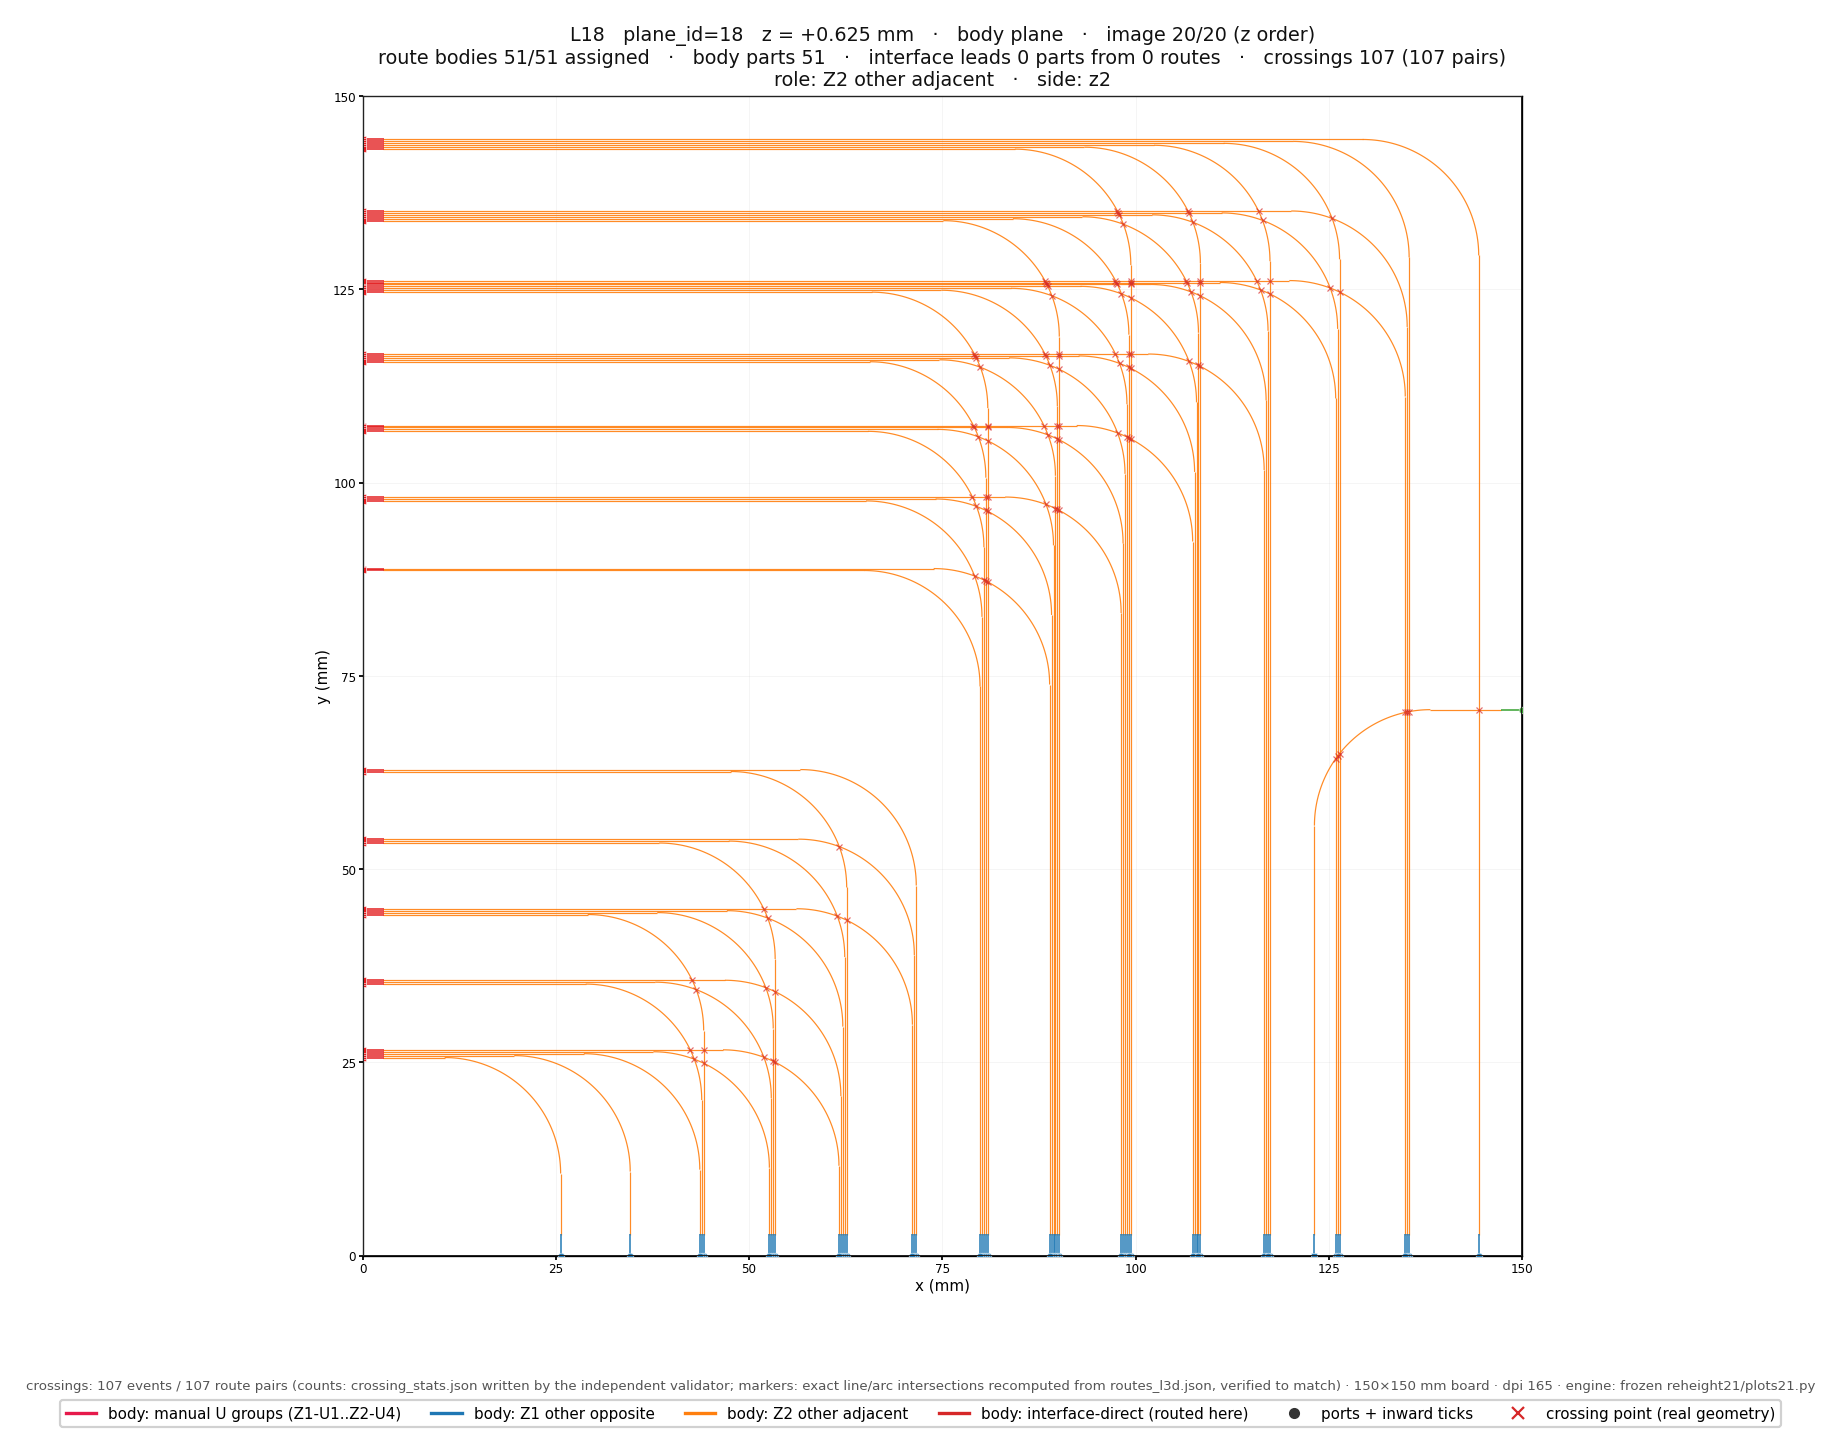 L18   plane_id=18   z = +0.625 mm   ·   body plane   ·   image 20/20 (z order)
route bodies 51/51 assigned   ·   body parts 51   ·   interface leads 0 parts from 0 routes   ·   crossings 107 (107 pairs)
role: Z2 other adjacent   ·   side: z2
150
125
100
75
50
25
0
y (mm)
0 25 50 75 100 125 150
x (mm)
crossings: 107 events / 107 route pairs (counts: crossing_stats.json written by the independent validator; markers: exact line/arc intersections recomputed from routes_l3d.json, verified to match) · 150×150 mm board · dpi 165 · engine: frozen reheight21/plots21.py
body: manual U groups (Z1-U1..Z2-U4) body: Z1 other opposite body: Z2 other adjacent body: interface-direct (routed here) ports + inward ticks crossing point (real geometry)